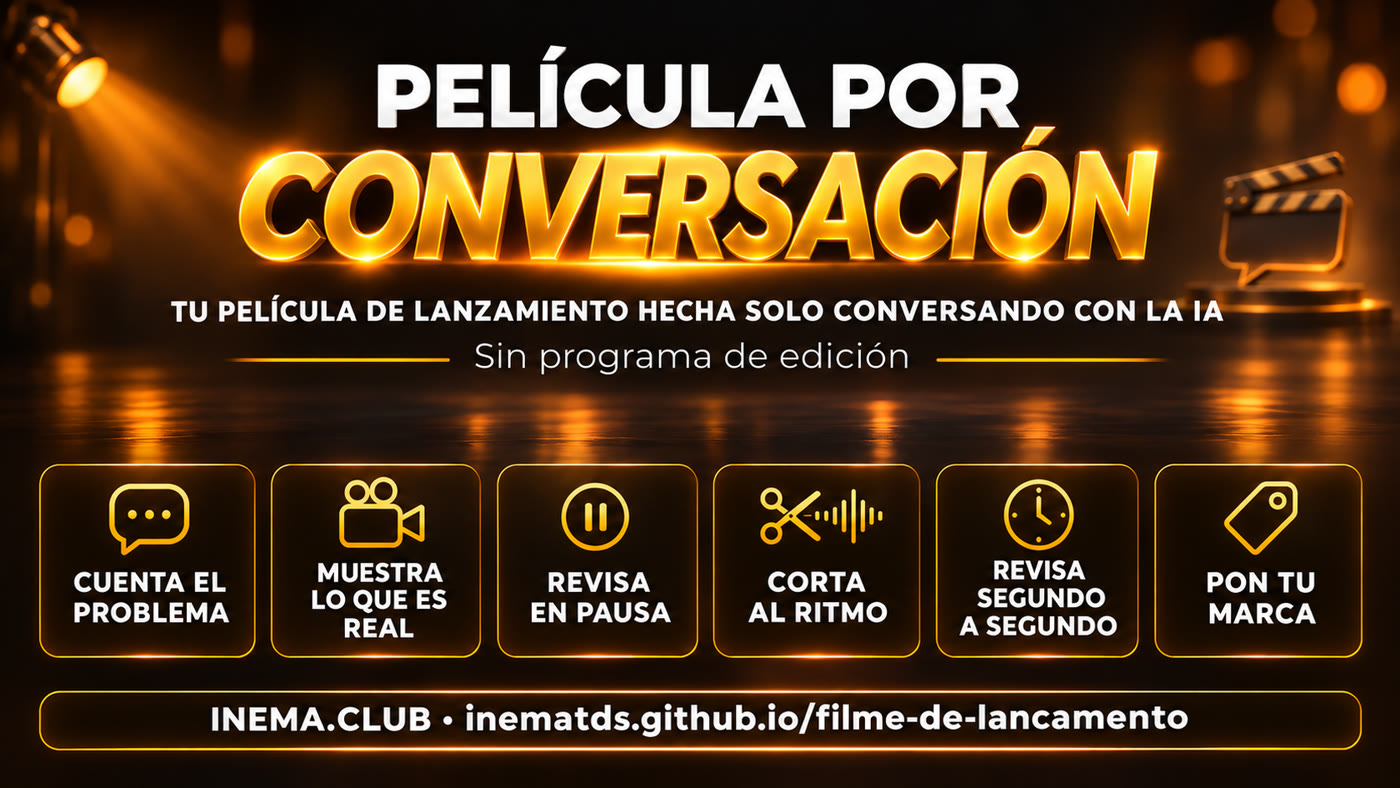 PELÍCULA POR
CONVERSACIÓN
TU PELÍCULA DE LANZAMIENTO HECHA SOLO CONVERSANDO CON LA IA
Sin programa de edición
CUENTA EL
PROBLEMA
MUESTRA
LO QUE ES
REAL
REVISA
EN PAUSA
CORTA
AL RITMO
REVISA
SEGUNDO
A SEGUNDO
PON TU
MARCA
INEMA.CLUB • inematds.github.io/filme-de-lancamento